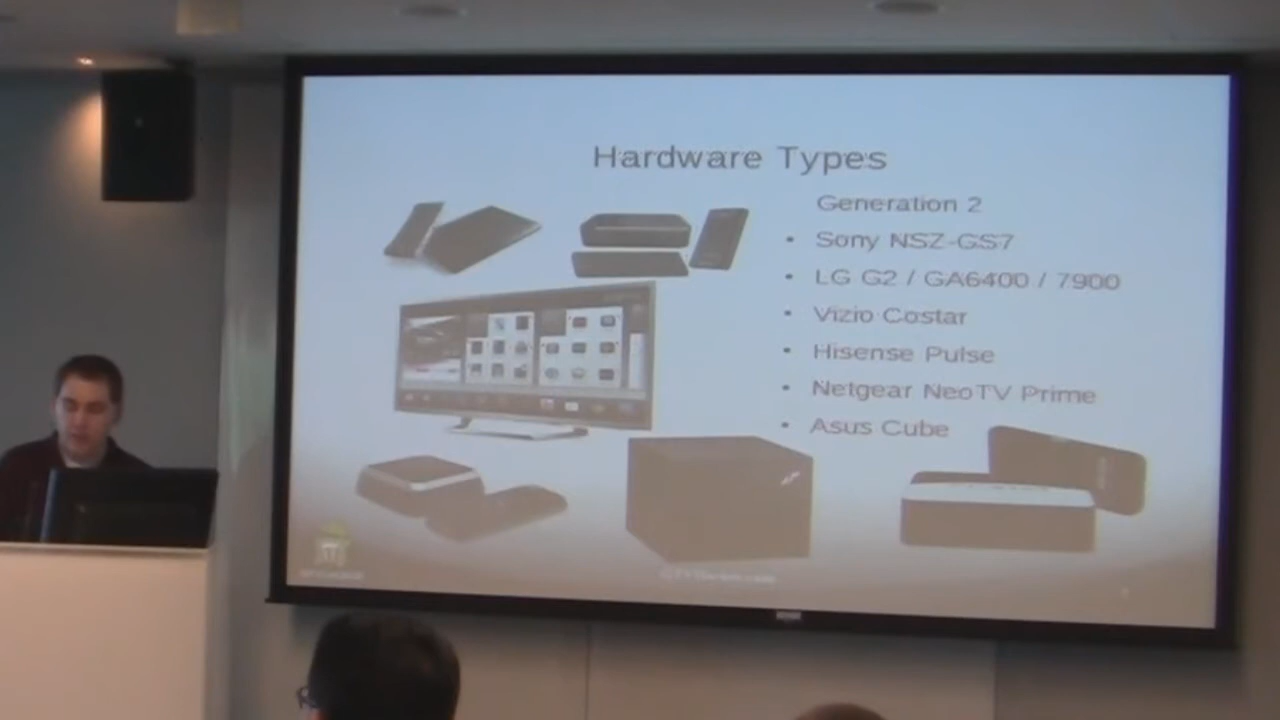 Hardware Types
Generation 2
• Sony NSZ-GS7
• LG G2 / GA6400 / 7900
• Vizio Costar
• Hisense Pulse
• Netgear NeoTV Prime
• Asus Cube